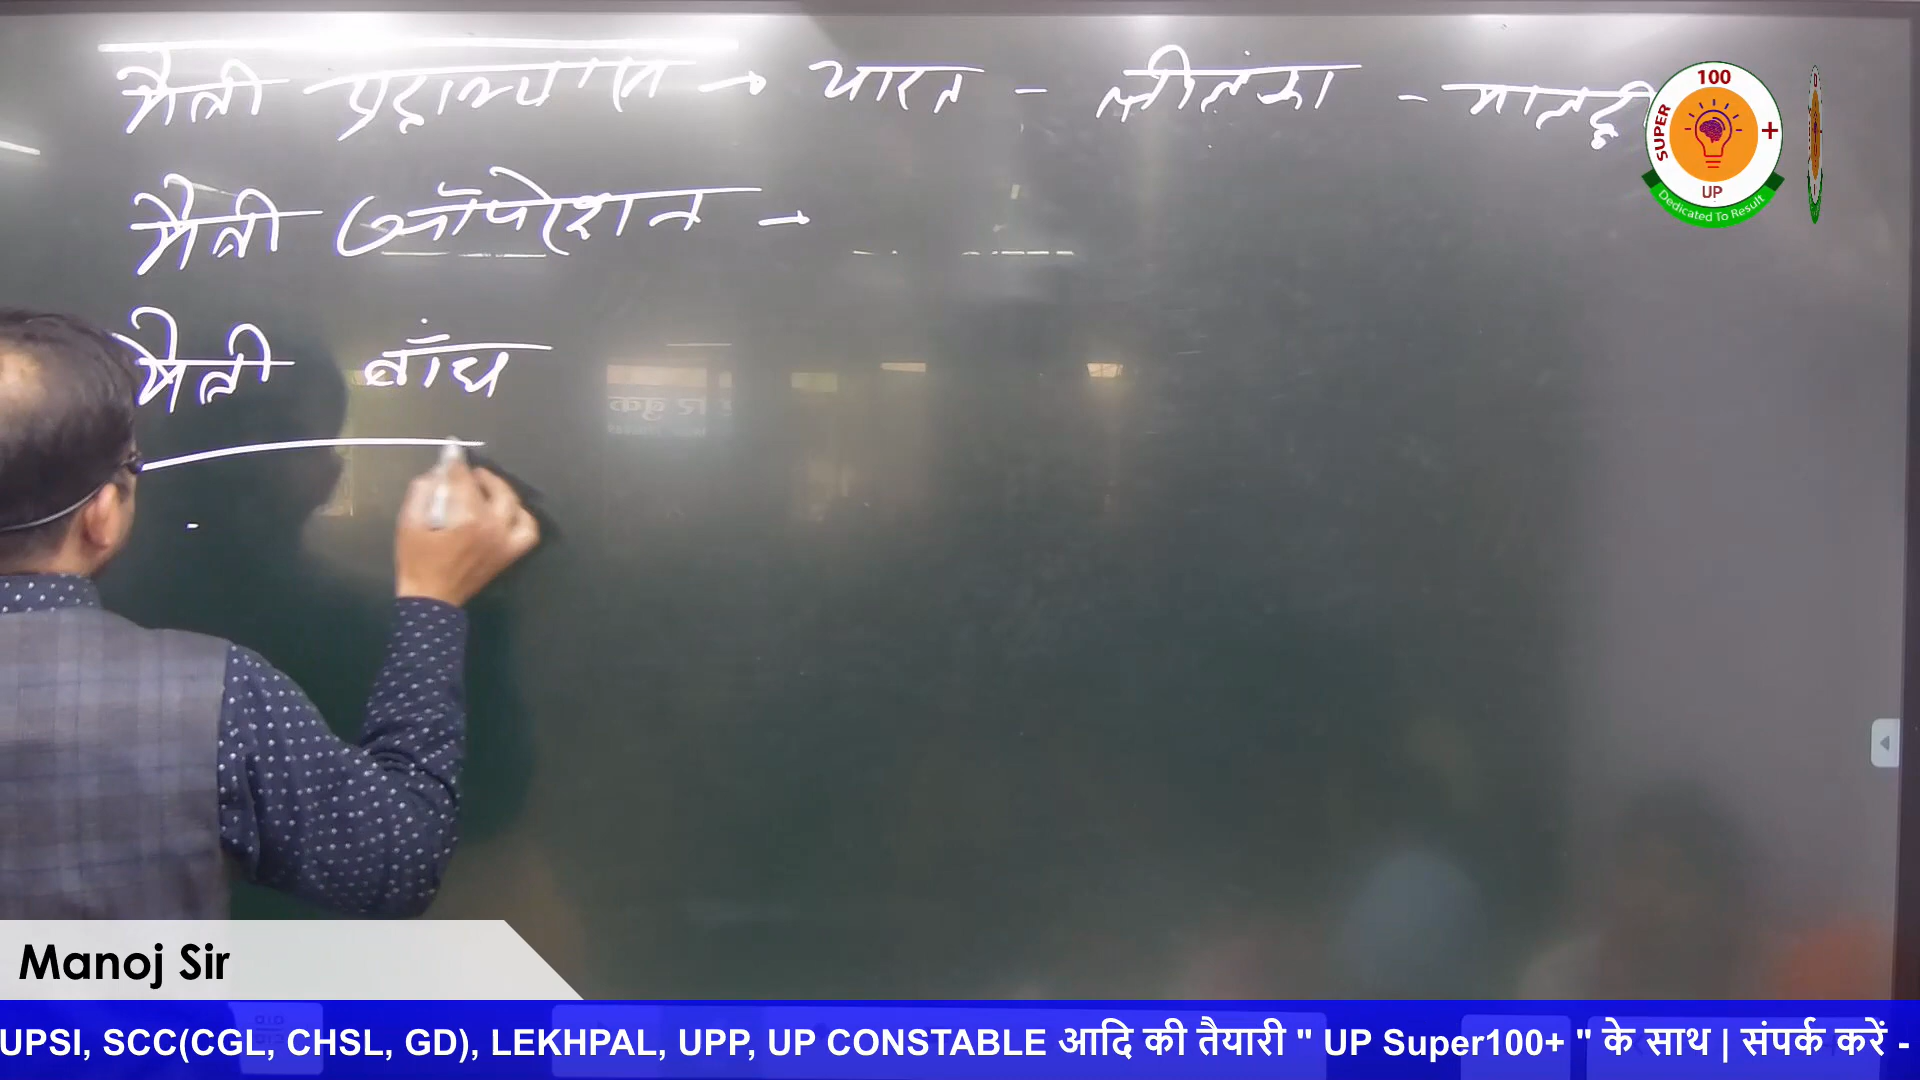 मैत्री युद्धाभ्यास → भारत - श्रीलंका - मालद्वी
मैत्री ऑपरेशन →
मैत्री बाँध
100
SUPER +
UP
Dedicated To Result
Manoj Sir
UPSI, SCC(CGL, CHSL, GD), LEKHPAL, UPP, UP CONSTABLE आदि की तैयारी " UP Super100+ " के साथ | संपर्क करें -